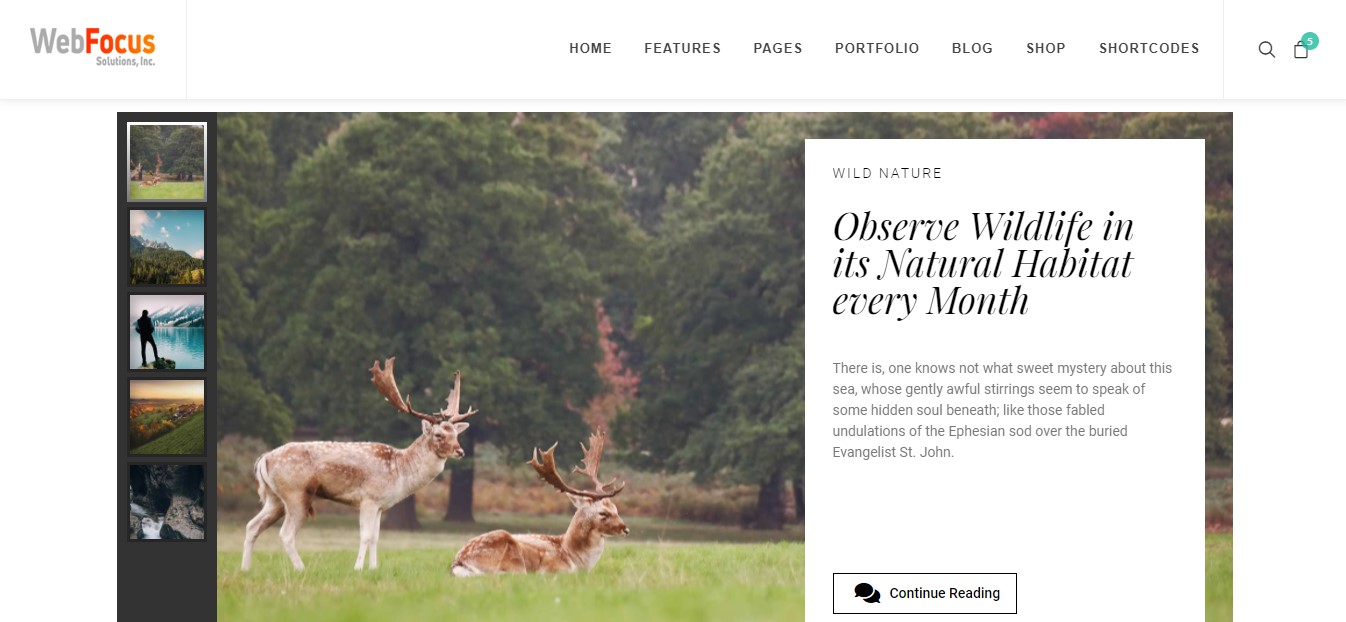 WebFocus
Solutions, Inc.
HOME FEATURES PAGES PORTFOLIO BLOG SHOP SHORTCODES
5
WILD NATURE
Observe Wildlife in
its Natural Habitat
every Month
There is, one knows not what sweet mystery about this
sea, whose gently awful stirrings seem to speak of
some hidden soul beneath; like those fabled
undulations of the Ephesian sod over the buried
Evangelist St. John.
Continue Reading